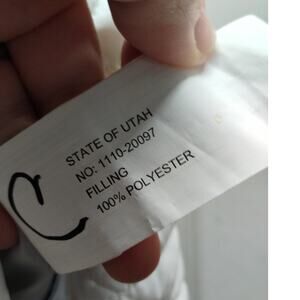 STATE OF UTAH
NO: 1110-20097
FILLING
100% POLYESTER
C